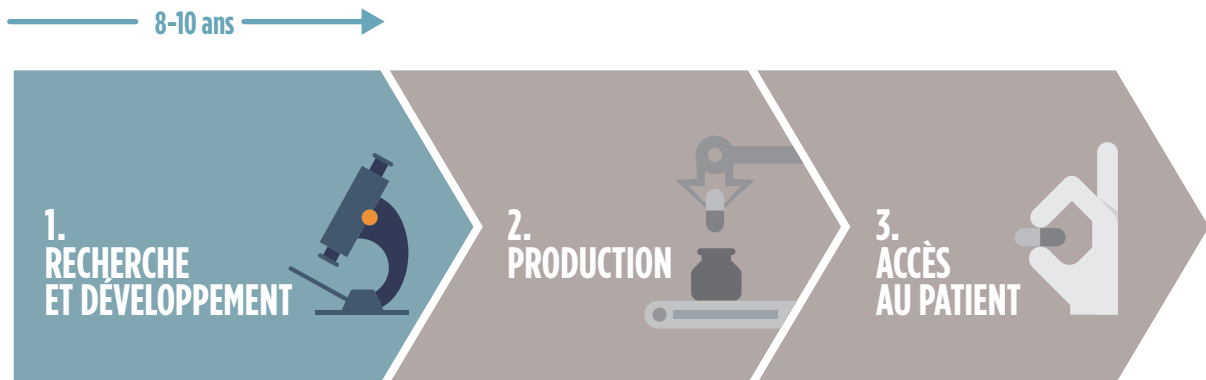 8-10 ans
1.
RECHERCHE
ET DÉVELOPPEMENT
2.
PRODUCTION
3.
ACCÈS
AU PATIENT